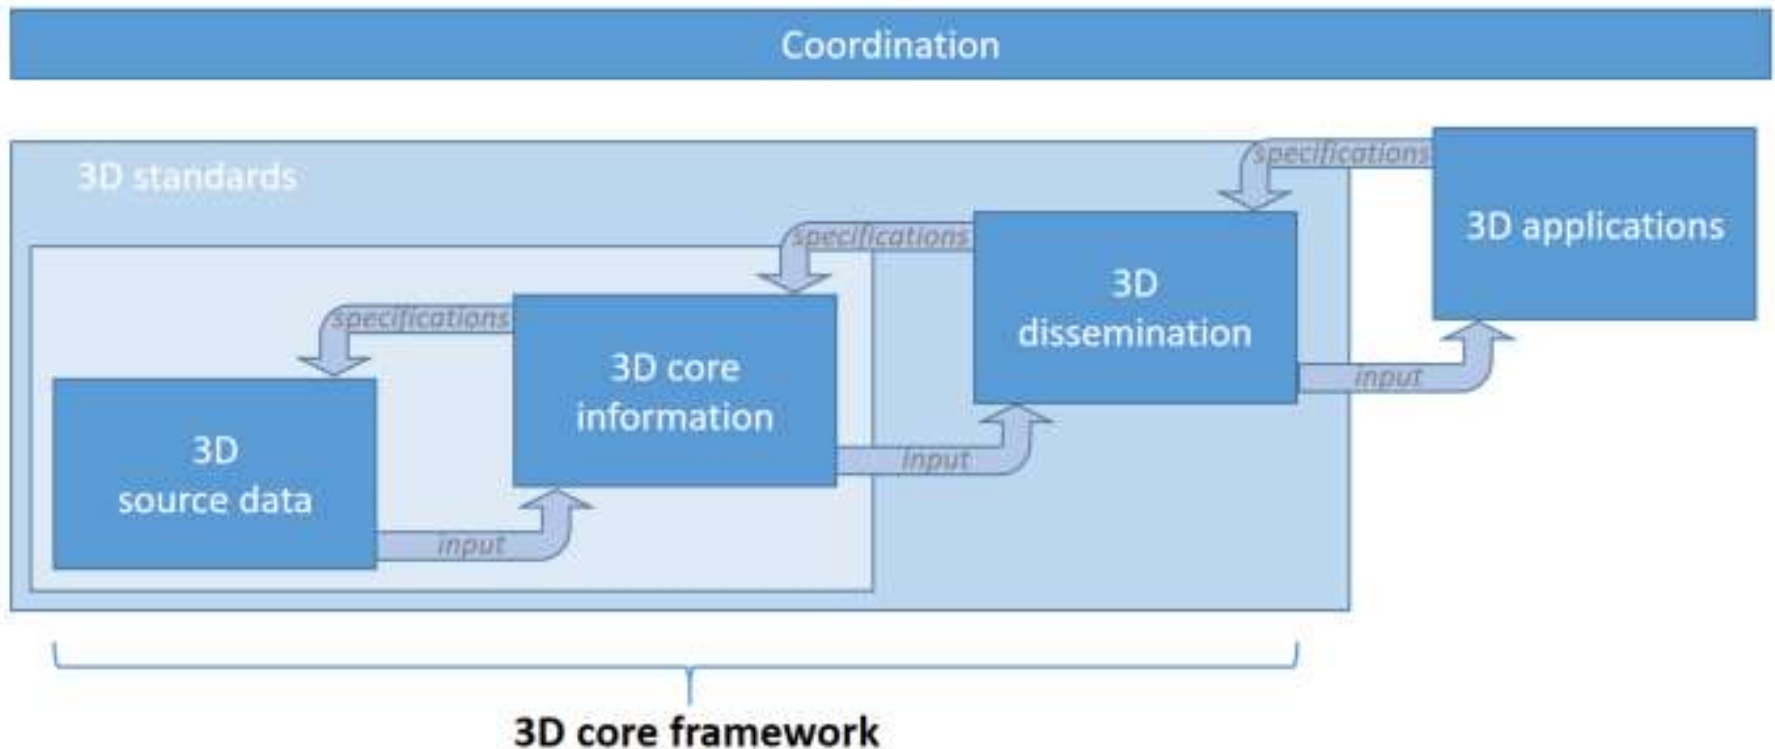 Coordination
3D standards
specifications
3D applications
specifications
3D
dissemination
specifications
3D core
information
input
3D
source data
input
input
3D core framework